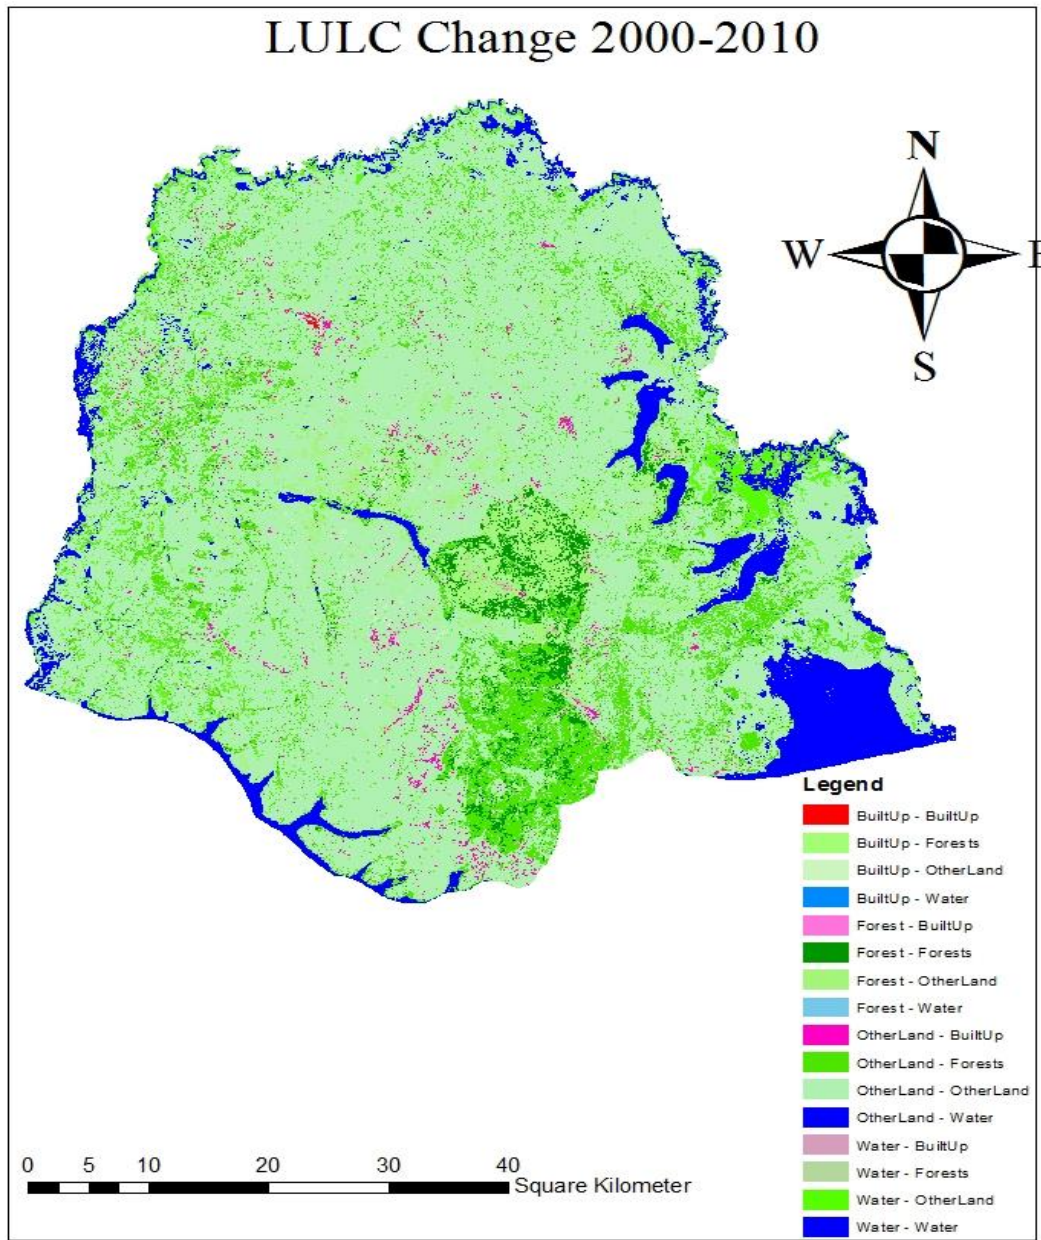 LULC Change 2000-2010
N
W
E
S
Legend
BuiltUp - BuiltUp
BuiltUp - Forests
BuiltUp - OtherLand
BuiltUp - Water
Forest - BuiltUp
Forest - Forests
Forest - OtherLand
Forest - Water
OtherLand - BuiltUp
OtherLand - Forests
OtherLand - OtherLand
OtherLand - Water
Water - BuiltUp
Water - Forests
Water - OtherLand
Water - Water
0 5 10 20 30 40
Square Kilometer